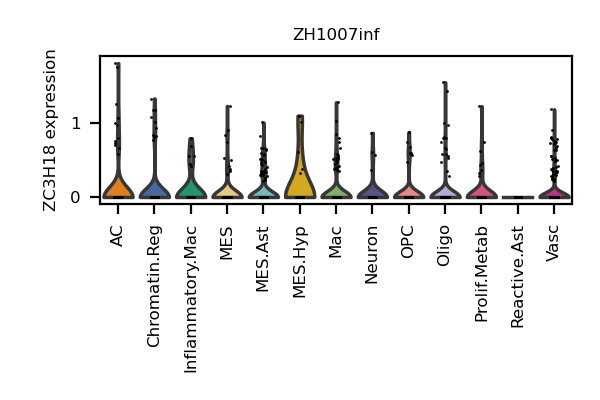 ZH1007inf
ZC3H18 expression
1
0
AC
Chromatin.Reg
Inflammatory.Mac
MES
MES.Ast
MES.Hyp
Mac
Neuron
OPC
Oligo
Prolif.Metab
Reactive.Ast
Vasc